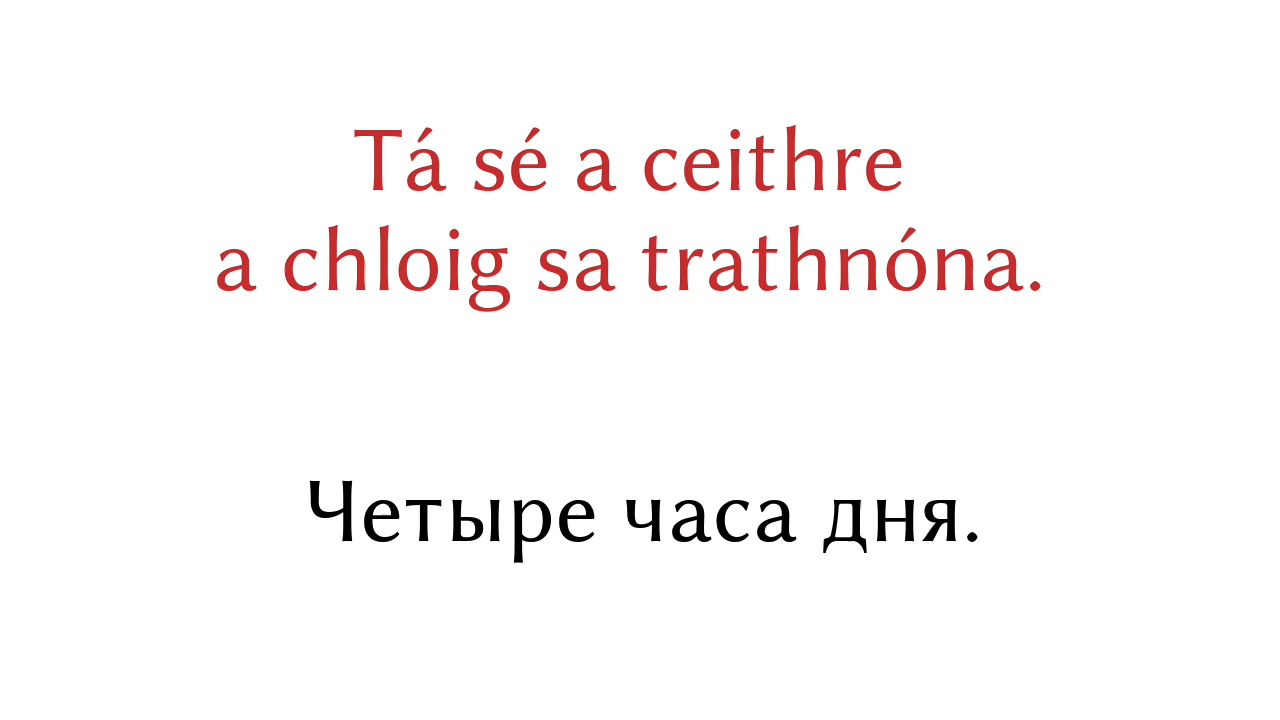 Tá sé a ceithre
a chloig sa trathnóna.
Четыре часа дня.